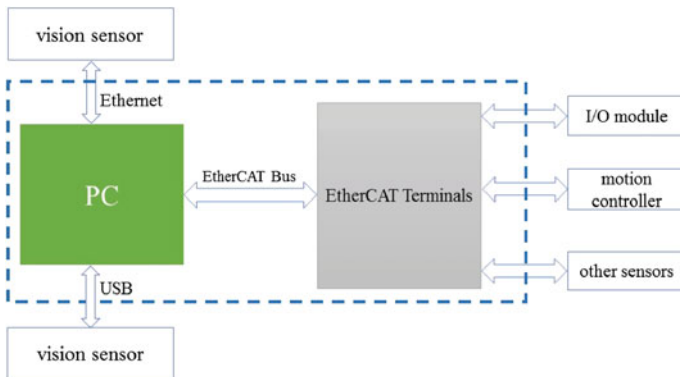 vision sensor
Ethernet
I/O module
EtherCAT Bus
PC
EtherCAT Terminals
motion
controller
other sensors
USB
vision sensor